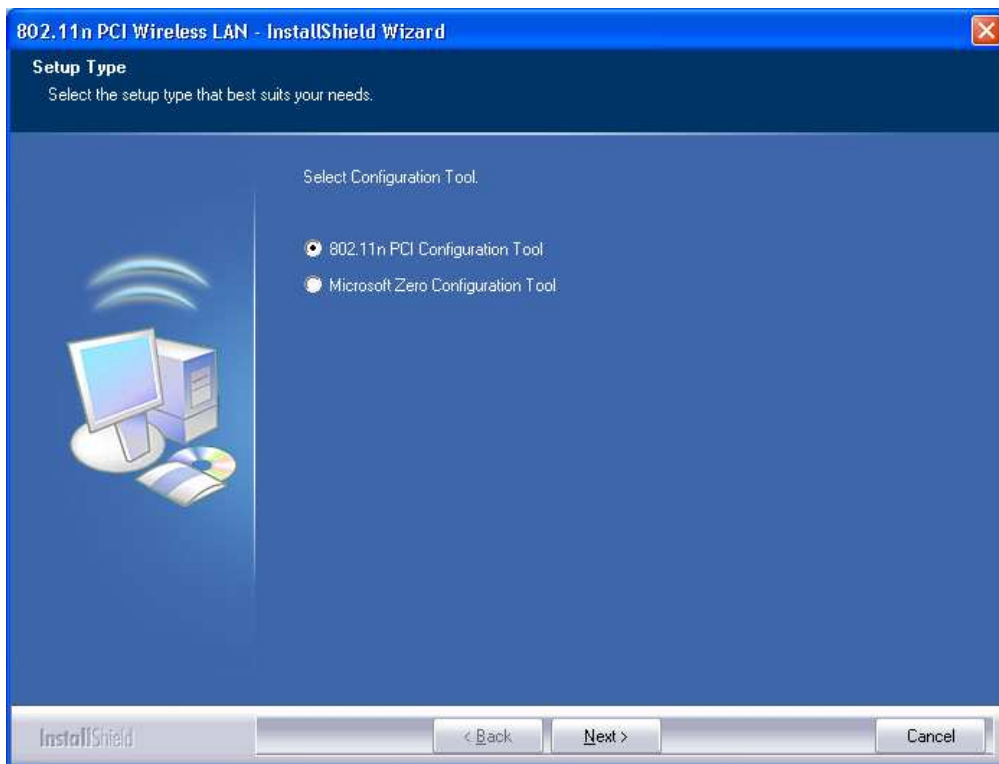 802.11n PCI Wireless LAN - InstallShield Wizard
Setup Type
Select the setup type that best suits your needs.
Select Configuration Tool.
802.11n PCI Configuration Tool
Microsoft Zero Configuration Tool
InstallShield
< Back
Next >
Cancel